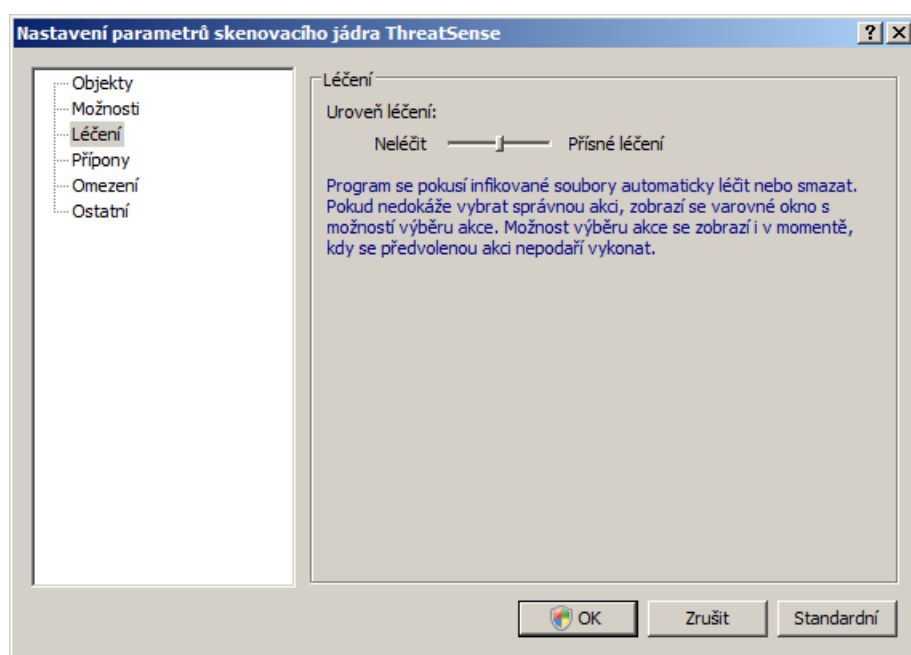 Nastavení parametrů skenovacího jádra ThreatSense
Objekty
Možnosti
Léčení
Přípony
Omezení
Ostatní
Léčení
Uroveň léčení:
Neléčit Přísné léčení
Program se pokusí infikované soubory automaticky léčit nebo smazat.
Pokud nedokáže vybrat správnou akci, zobrazí se varovné okno s
možností výběru akce. Možnost výběru akce se zobrazí i v momentě,
kdy se předvolenou akci nepodaří vykonat.
OK Zrušit Standardní